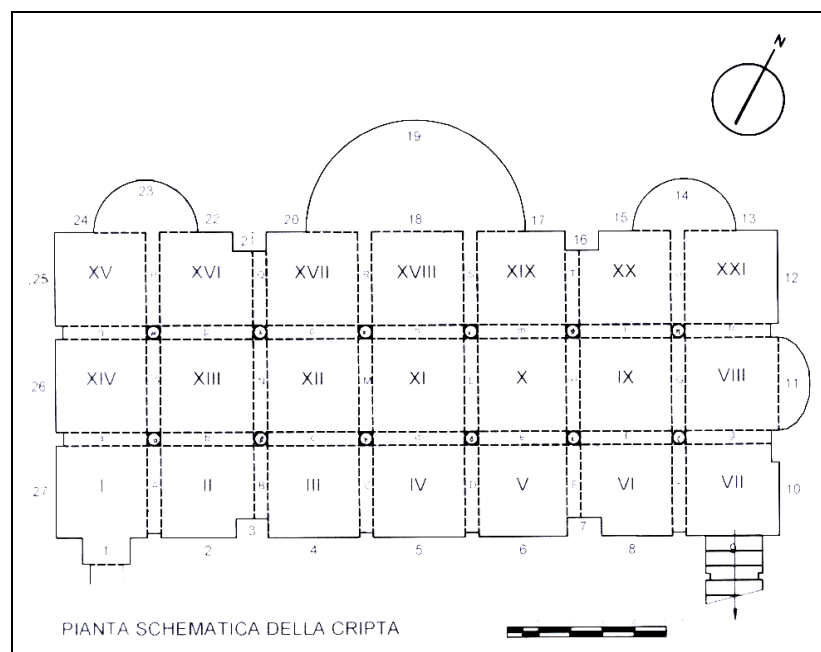 N
19
23
14
24
22
20
18
17
15
13
21
16
25
XV
XVI
XVII
R
XVIII
S
XIX
T
XX
XXI
12
26
XIV
XIII
N
XII
M
XI
L
X
IX
G
VIII
11
27
I
A
II
B
III
C
IV
D
V
E
VI
VII
10
3
7
1
2
4
5
6
8
9
PIANTA SCHEMATICA DELLA CRIPTA